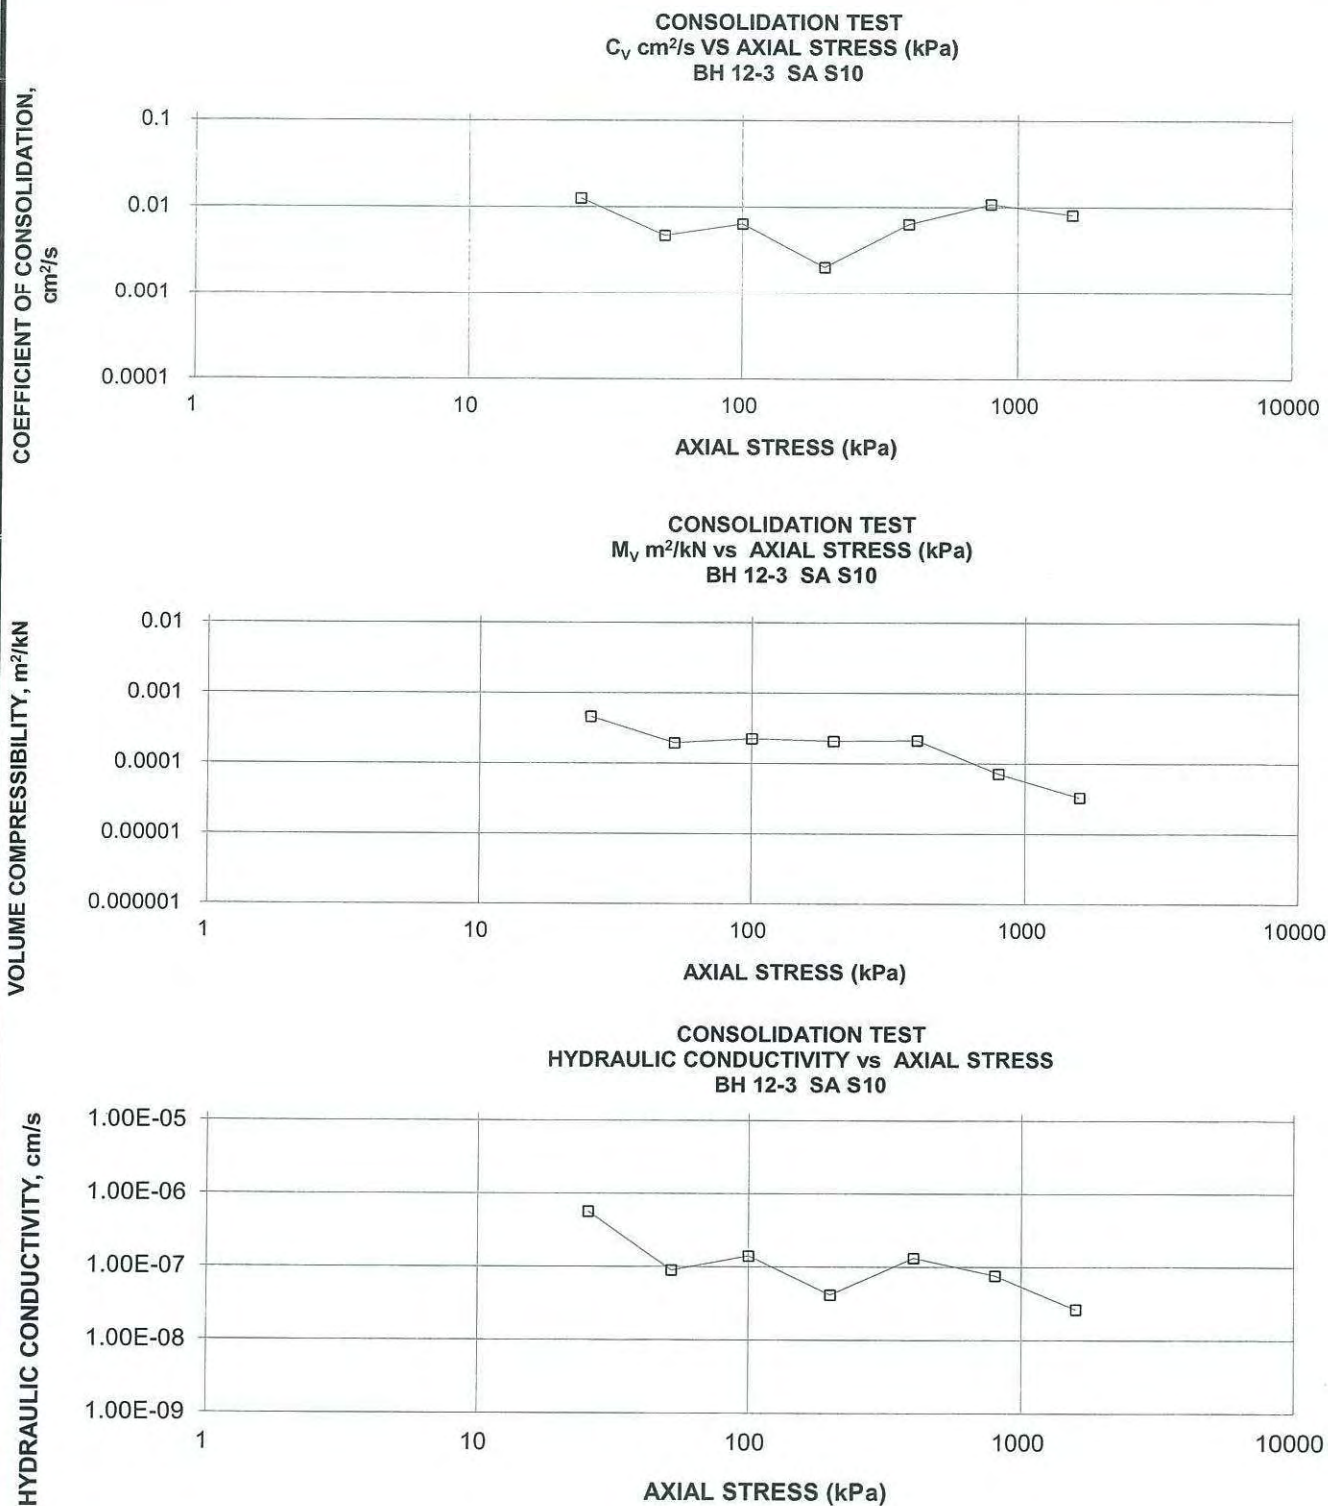 CONSOLIDATION TEST
Cv cm²/s VS AXIAL STRESS (kPa)
BH 12-3 SA S10
COEFFICIENT OF CONSOLIDATION,
cm²/s
0.1
0.01
0.001
0.0001
1 10 100 1000 10000
AXIAL STRESS (kPa)
CONSOLIDATION TEST
Mv m²/kN vs AXIAL STRESS (kPa)
BH 12-3 SA S10
VOLUME COMPRESSIBILITY, m²/kN
0.01
0.001
0.0001
0.00001
0.000001
1 10 100 1000 10000
AXIAL STRESS (kPa)
CONSOLIDATION TEST
HYDRAULIC CONDUCTIVITY vs AXIAL STRESS
BH 12-3 SA S10
HYDRAULIC CONDUCTIVITY, cm/s
1.00E-05
1.00E-06
1.00E-07
1.00E-08
1.00E-09
1 10 100 1000 10000
AXIAL STRESS (kPa)